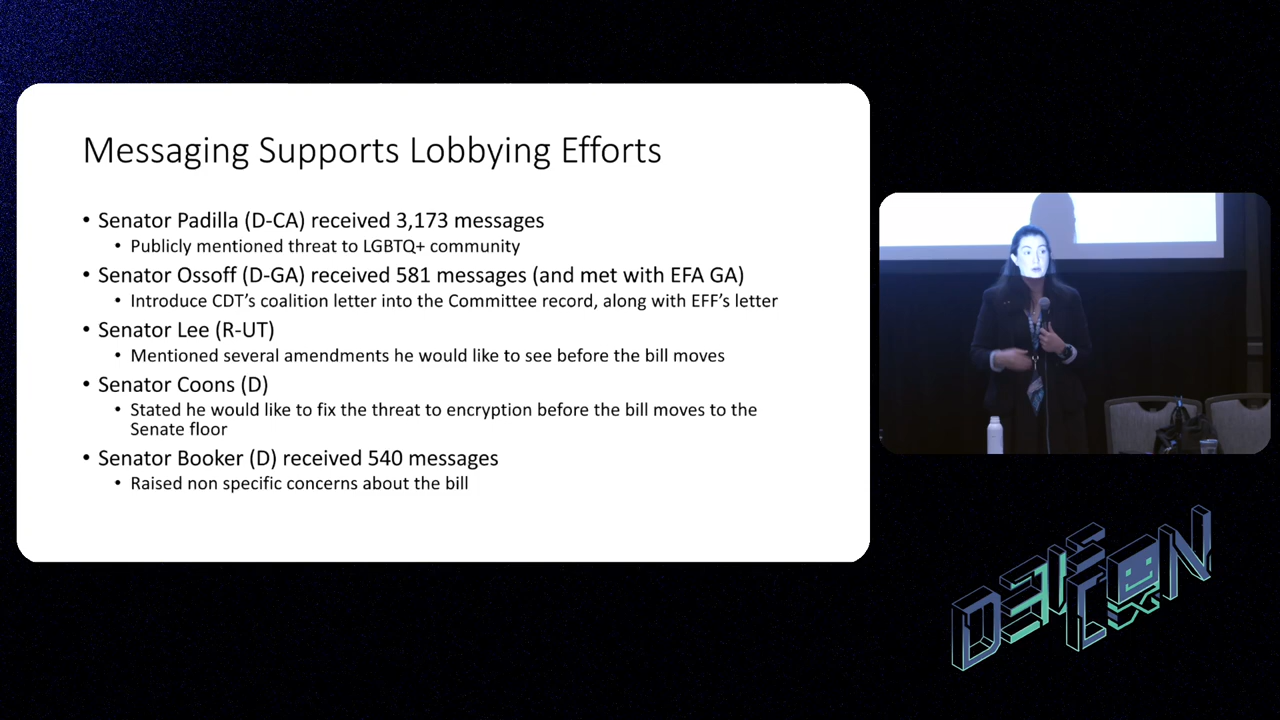 Messaging Supports Lobbying Efforts
• Senator Padilla (D-CA) received 3,173 messages
• Publicly mentioned threat to LGBTQ+ community
• Senator Ossoff (D-GA) received 581 messages (and met with EFA GA)
• Introduce CDT’s coalition letter into the Committee record, along with EFF’s letter
• Senator Lee (R-UT)
• Mentioned several amendments he would like to see before the bill moves
• Senator Coons (D)
• Stated he would like to fix the threat to encryption before the bill moves to the
Senate floor
• Senator Booker (D) received 540 messages
• Raised non specific concerns about the bill
DEF CON